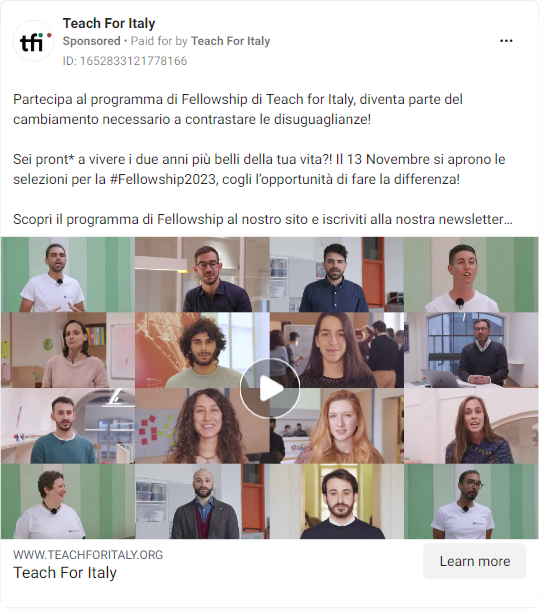 tfi
Teach For Italy
Sponsored • Paid for by Teach For Italy
ID: 1652833121778166
Partecipa al programma di Fellowship di Teach for Italy, diventa parte del
cambiamento necessario a contrastare le disuguaglianze!
Sei pront* a vivere i due anni più belli della tua vita?! Il 13 Novembre si aprono le
selezioni per la #Fellowship2023, cogli l’opportunità di fare la differenza!
Scopri il programma di Fellowship al nostro sito e iscriviti alla nostra newsletter...
WWW.TEACHFORITALY.ORG
Teach For Italy
Learn more